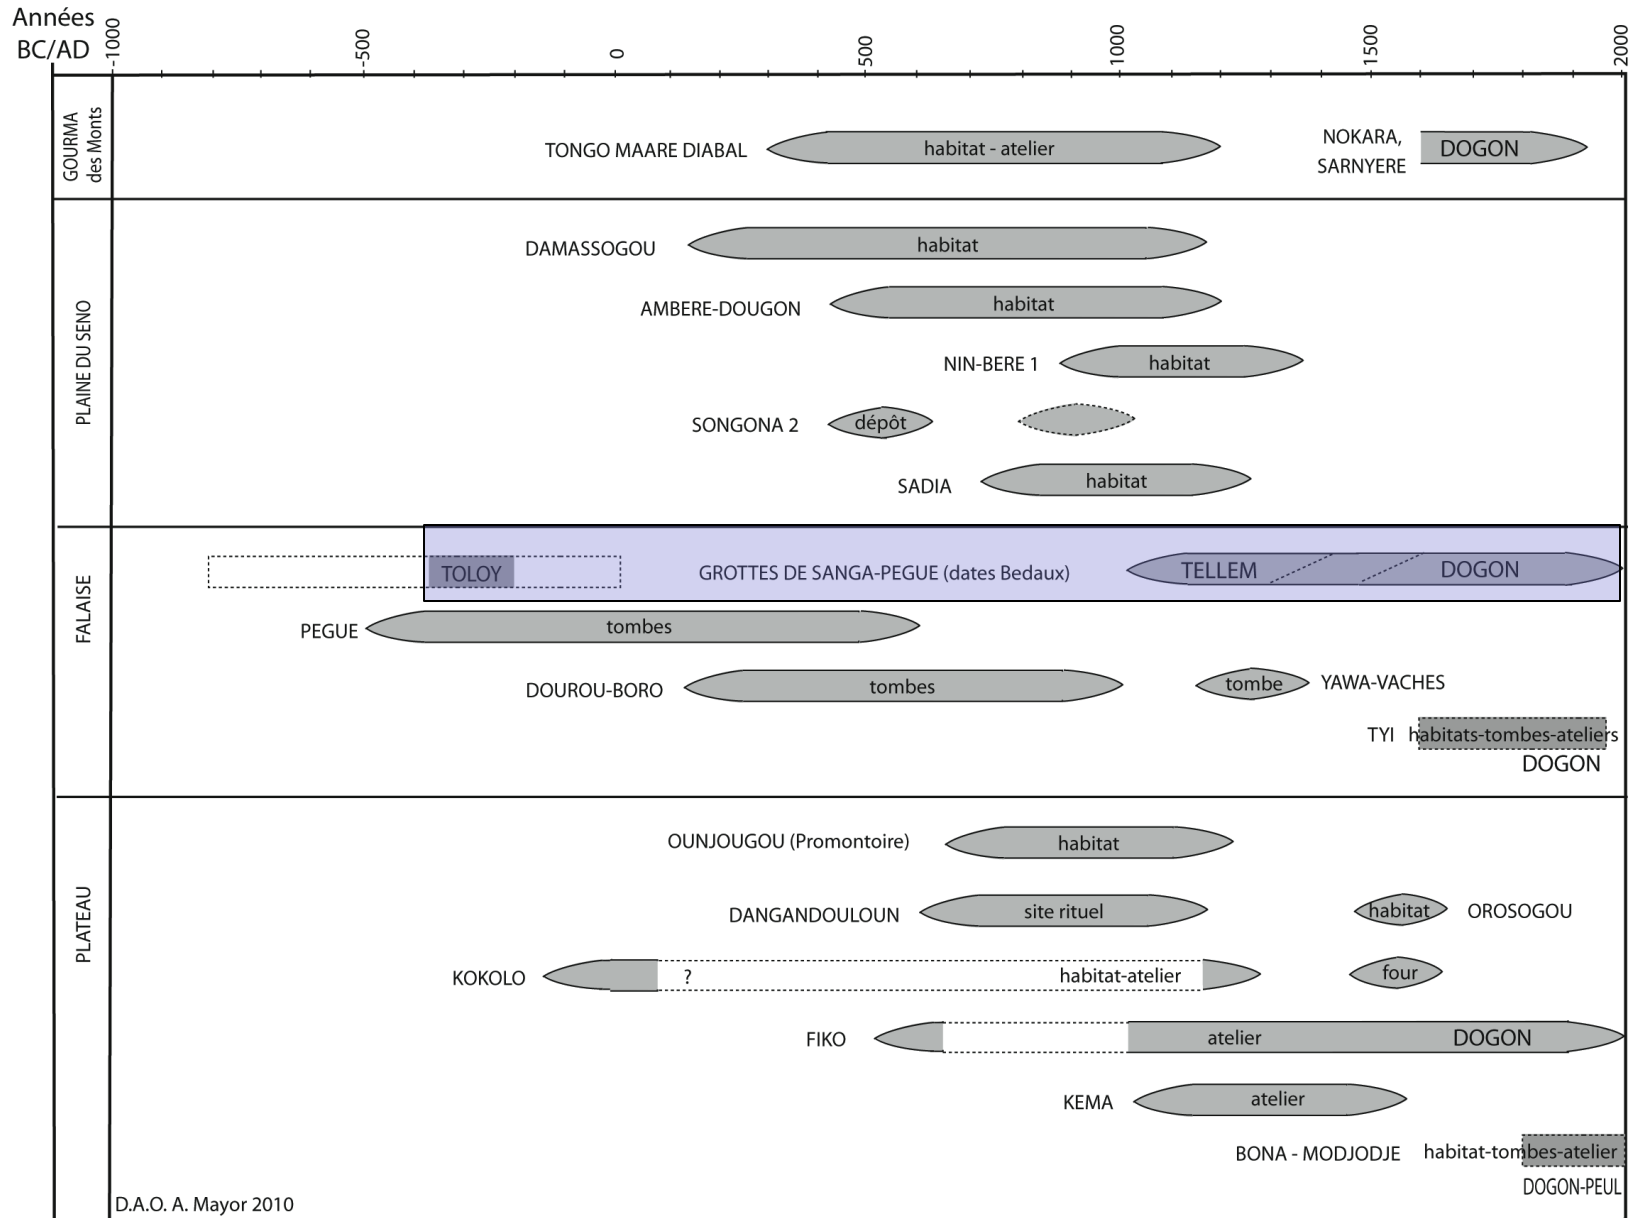 Années
BC/AD
-1000
-500
0
500
1000
1500
2000
GOURMA
des Monts
TONGO MAARE DIABAL
habitat - atelier
NOKARA,
SARNYERE
DOGON
PLAINE DU SENO
DAMASSOGOU
habitat
AMBERE-DOUGON
habitat
NIN-BERE 1
habitat
SONGONA 2
dépôt
SADIA
habitat
FALAISE
TOLOY
GROTTES DE SANGA-PEGUE (dates Bedaux)
TELLEM
DOGON
PEGUE
tombes
DOUROU-BORO
tombes
tombe
YAWA-VACHES
TYI
habitats-tombes-ateliers
DOGON
PLATEAU
OUNJOUGOU (Promontoire)
habitat
DANGANDOULOUN
site rituel
habitat
OROSOGOU
KOKOLO
?
habitat-atelier
four
FIKO
atelier
DOGON
KEMA
atelier
BONA - MODJODJE
habitat-tombes-atelier
DOGON-PEUL
D.A.O. A. Mayor 2010